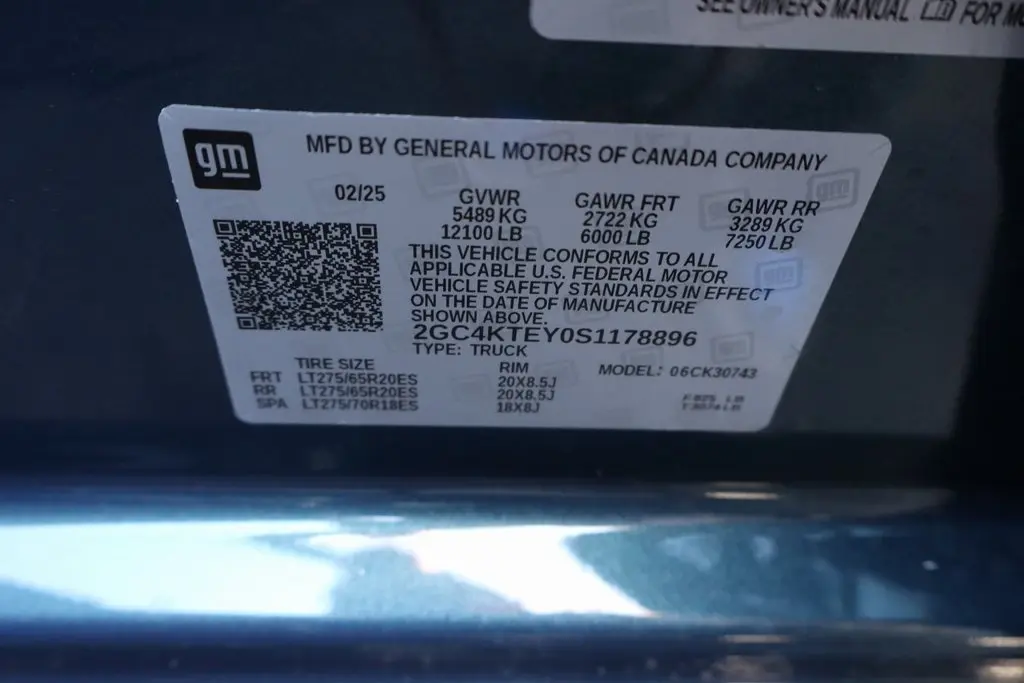 SEE OWNER'S MANUAL FOR
gm
MFD BY GENERAL MOTORS OF CANADA COMPANY
02/25
GVWR GAWR FRT GAWR RR
5489 KG 2722 KG 3289 KG
12100 LB 6000 LB 7250 LB
THIS VEHICLE CONFORMS TO ALL
APPLICABLE U.S. FEDERAL MOTOR
VEHICLE SAFETY STANDARDS IN EFFECT
ON THE DATE OF MANUFACTURE
SHOWN ABOVE.
2GC4KTEY0S1178896
TYPE: TRUCK
TIRE SIZE RIM MODEL: 06CK30743
FRT LT275/65R20ES 20X8.5J
RR LT275/65R20ES 20X8.5J
SPA LT275/70R18ES 18X8J